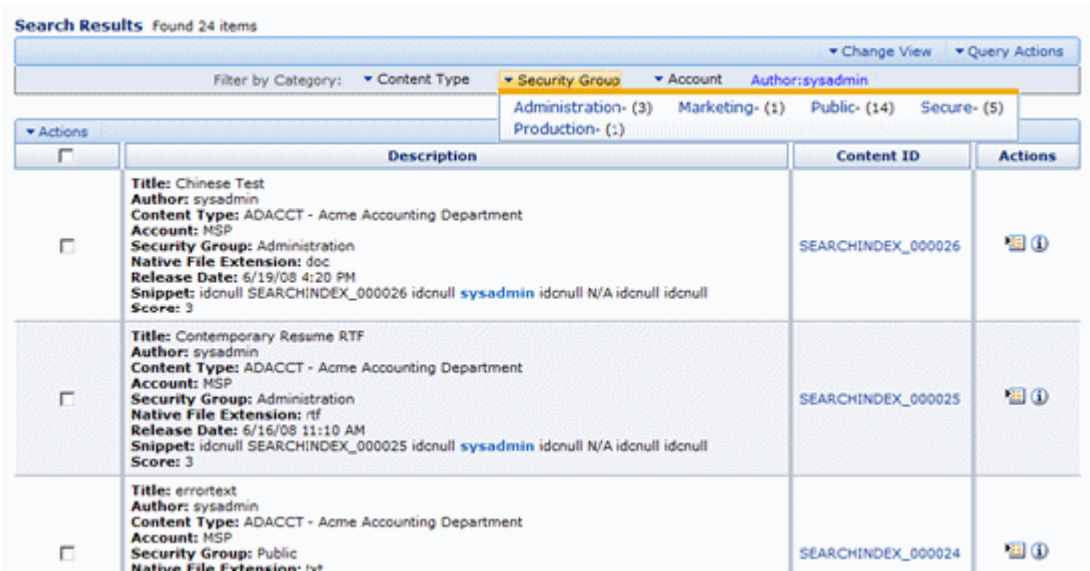 Search Results Found 24 items
Change View Query Actions
Filter by Category: Content Type Security Group Account Author:sysadmin
Administration- (3) Marketing- (1) Public- (14) Secure- (5)
Production- (1)
Actions
Description Content ID Actions
Title: Chinese Test
Author: sysadmin
Content Type: ADACCT - Acme Accounting Department
Account: MSP
Security Group: Administration
Native File Extension: doc
Release Date: 6/19/08 4:20 PM
Snippet: idcnull SEARCHINDEX_000026 idcnull sysadmin idcnull N/A idcnull idcnull
Score: 3
SEARCHINDEX_000026
Title: Contemporary Resume RTF
Author: sysadmin
Content Type: ADACCT - Acme Accounting Department
Account: MSP
Security Group: Administration
Native File Extension: rtf
Release Date: 6/16/08 11:10 AM
Snippet: idcnull SEARCHINDEX_000025 idcnull sysadmin idcnull N/A idcnull idcnull
Score: 3
SEARCHINDEX_000025
Title: errortext
Author: sysadmin
Content Type: ADACCT - Acme Accounting Department
Account: MSP
Security Group: Public
Native File Extension: txt
SEARCHINDEX_000024